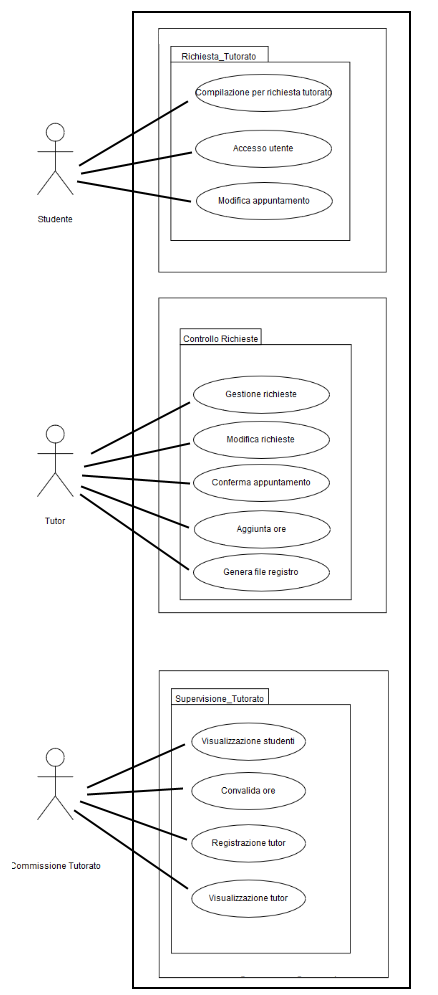 Richiesta_Tutorato
Compilazione per richiesta tutorato
Accesso utente
Modifica appuntamento
Studente
Controllo Richieste
Gestione richieste
Modifica richieste
Conferma appuntamento
Aggiunta ore
Genera file registro
Tutor
Supervisione_Tutorato
Visualizzazione studenti
Convalida ore
Registrazione tutor
Visualizzazione tutor
Commissione Tutorato